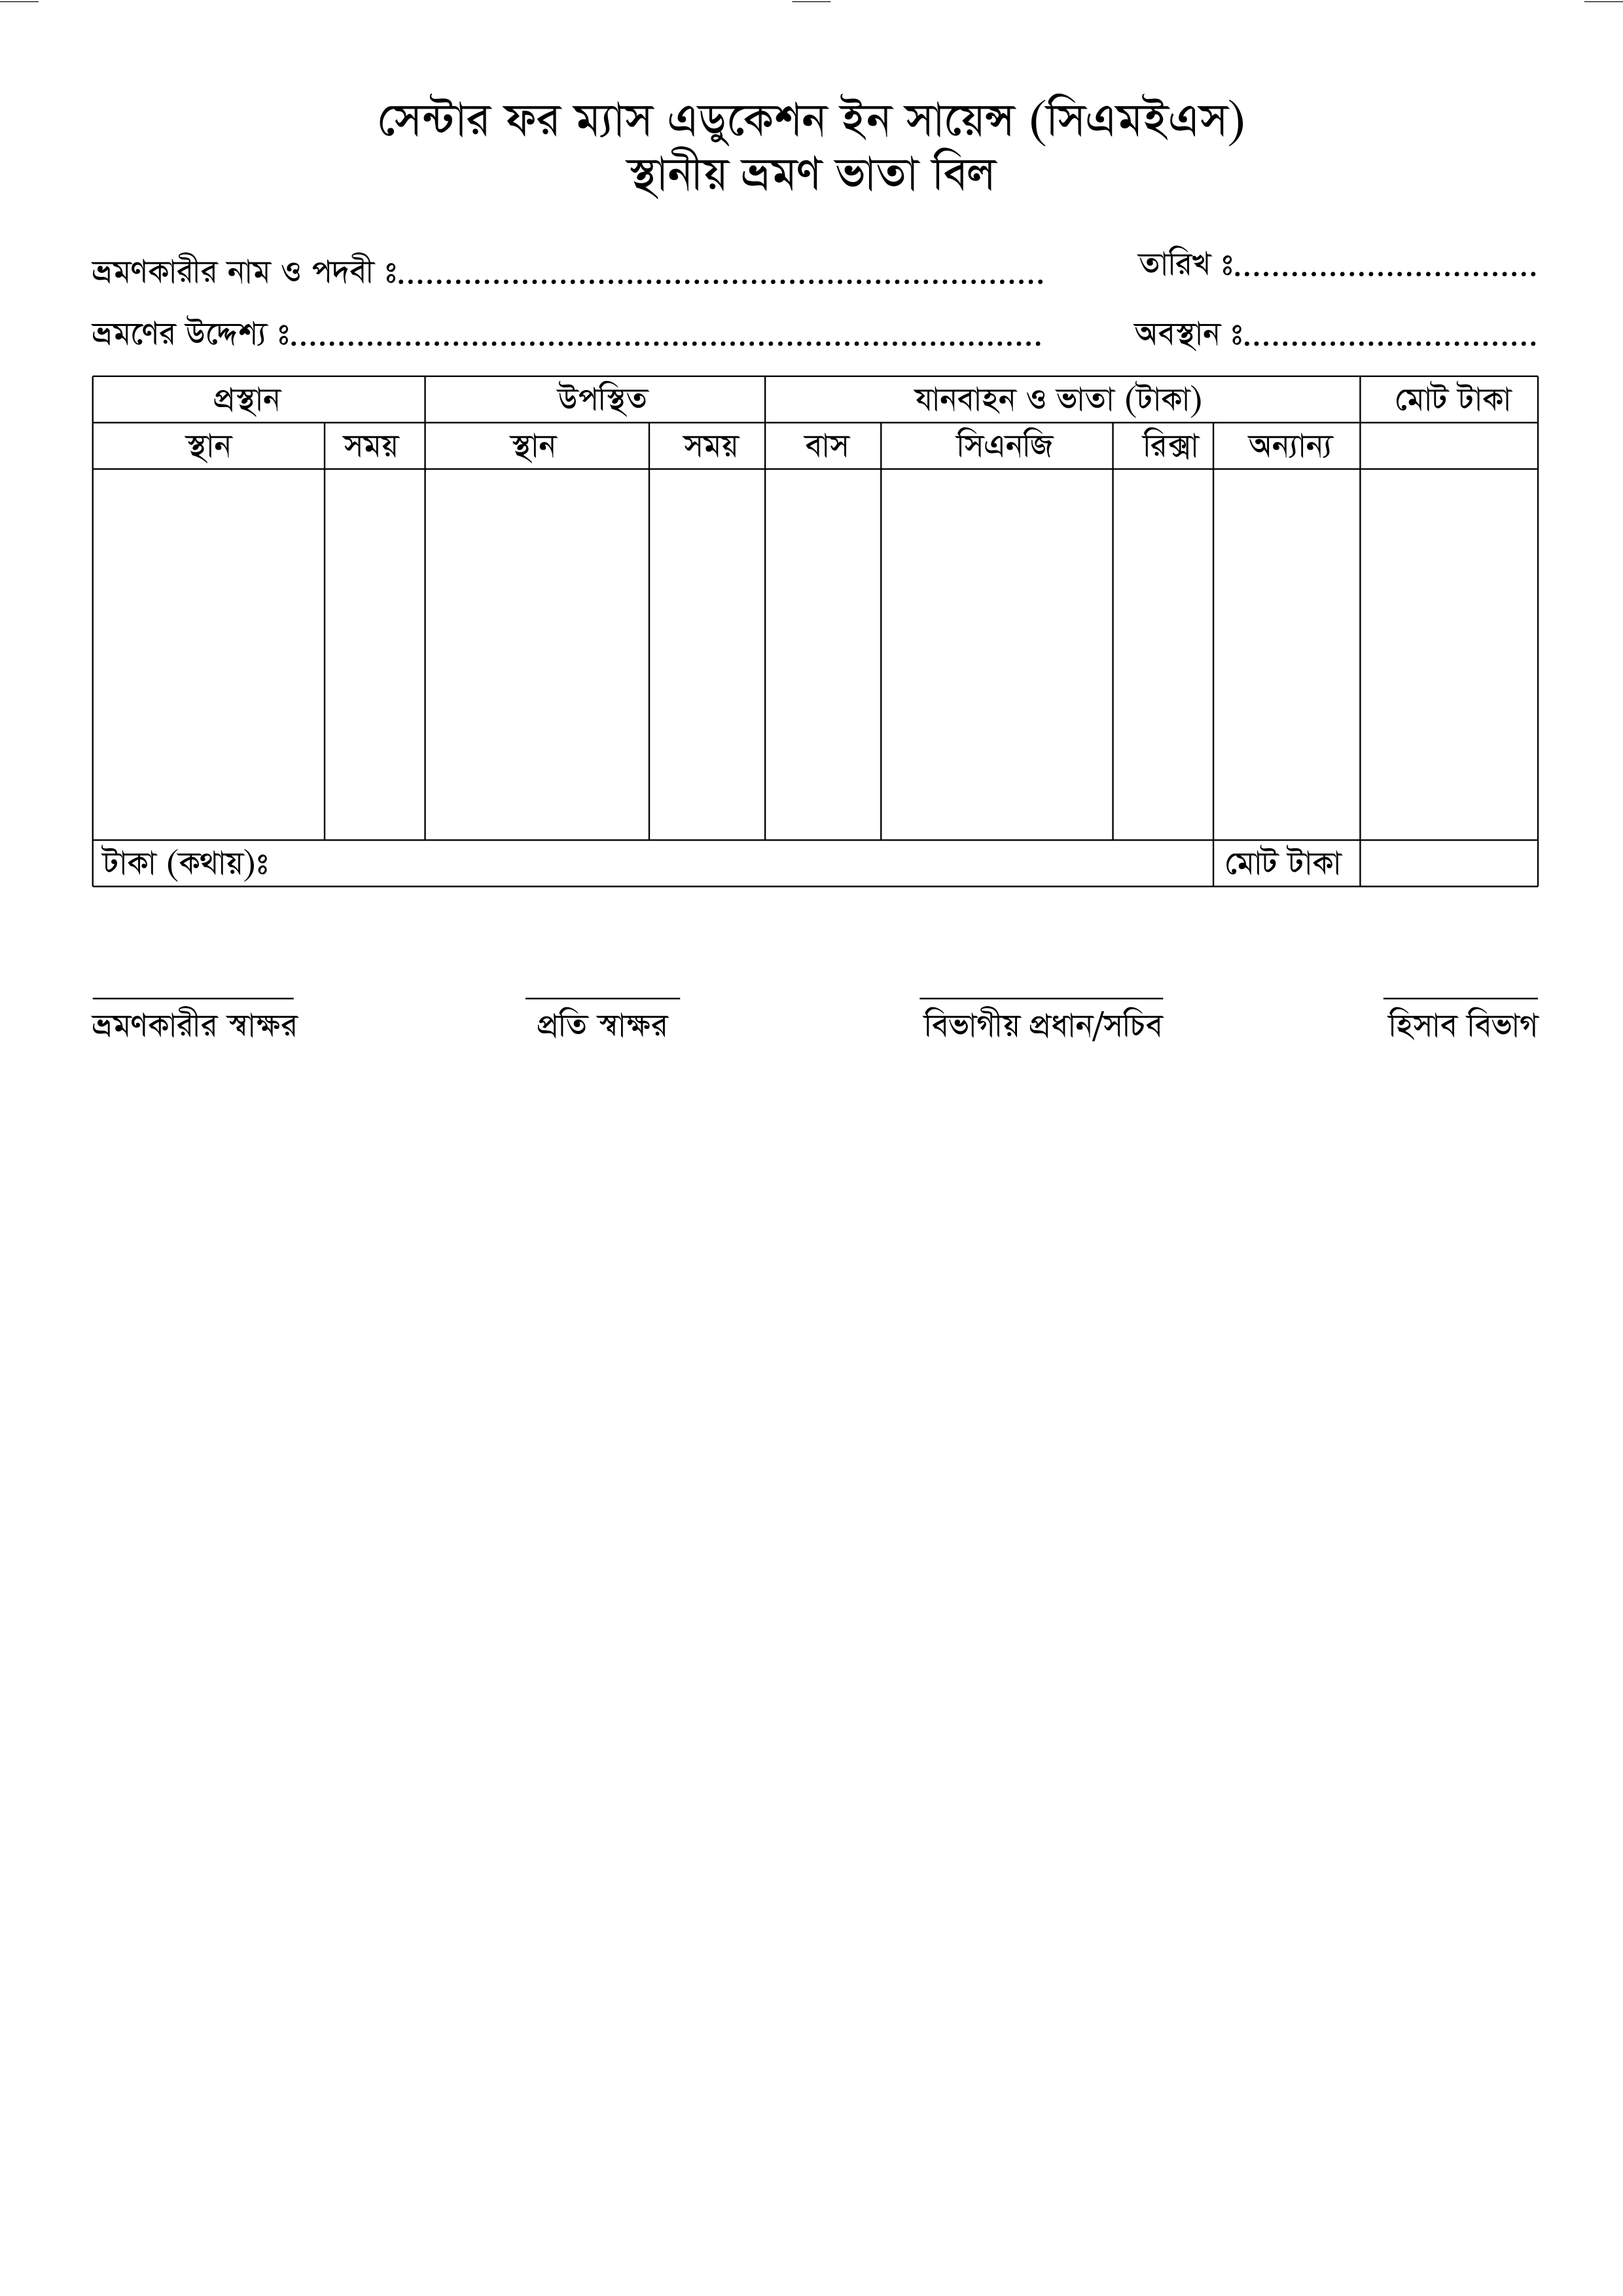 সেন্টার ফর ম্যাস এডুকেশন ইন সায়েন্স (সিএমইএস)
স্থানীয় ভ্রমণ ভাতা বিল
ভ্রমণকারীর নাম ও পদবী ঃ.................................................................... তারিখ ঃ................................
ভ্রমণের উদ্দেশ্য ঃ............................................................................... অবস্থান ঃ...............................
প্রস্থান উপস্থিত যানবাহন ও ভাতা (টাকা) মোট টাকা
স্থান সময় স্থান সময় বাস সিএনজি রিক্সা অন্যান্য
টাকা (কথায়)ঃ মোট টাকা
ভ্রমণকারীর স্বাক্ষর প্রতি স্বাক্ষর বিভাগীয় প্রধান/সচিব হিসাব বিভাগ